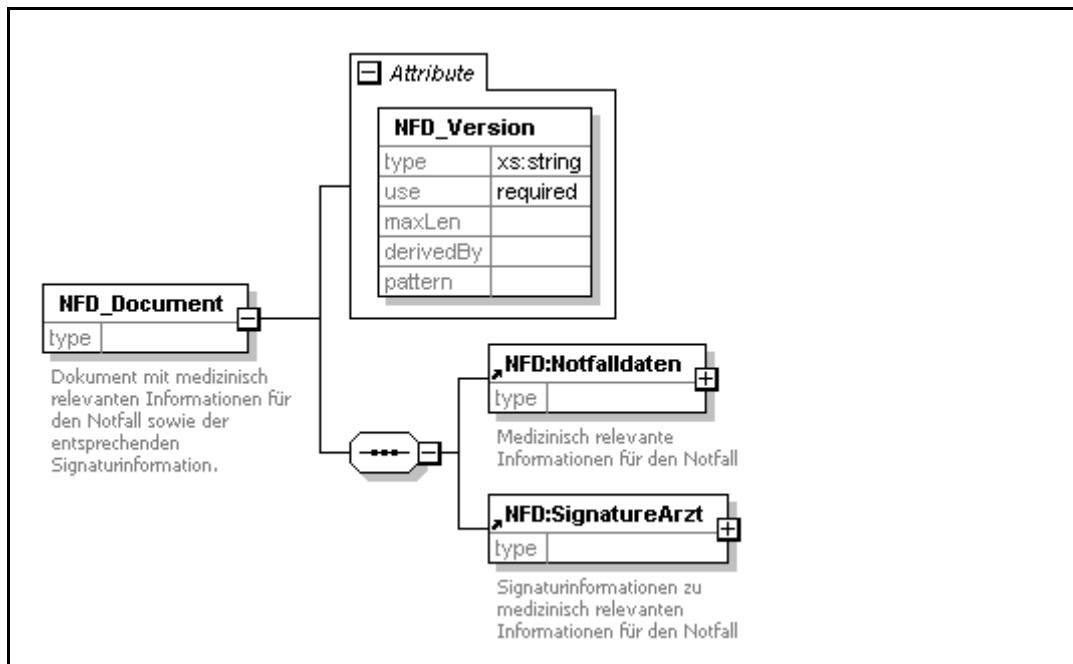 Attribute
NFD_Version
type xs:string
use required
maxLen
derivedBy
pattern
NFD_Document
type
Dokument mit medizinisch
relevanten Informationen für
den Notfall sowie der
entsprechenden
Signaturinformation.
NFD:Notfalldaten
type
Medizinisch relevante
Informationen für den Notfall
NFD:SignatureArzt
type
Signaturinformationen zu
medizinisch relevanten
Informationen für den Notfall